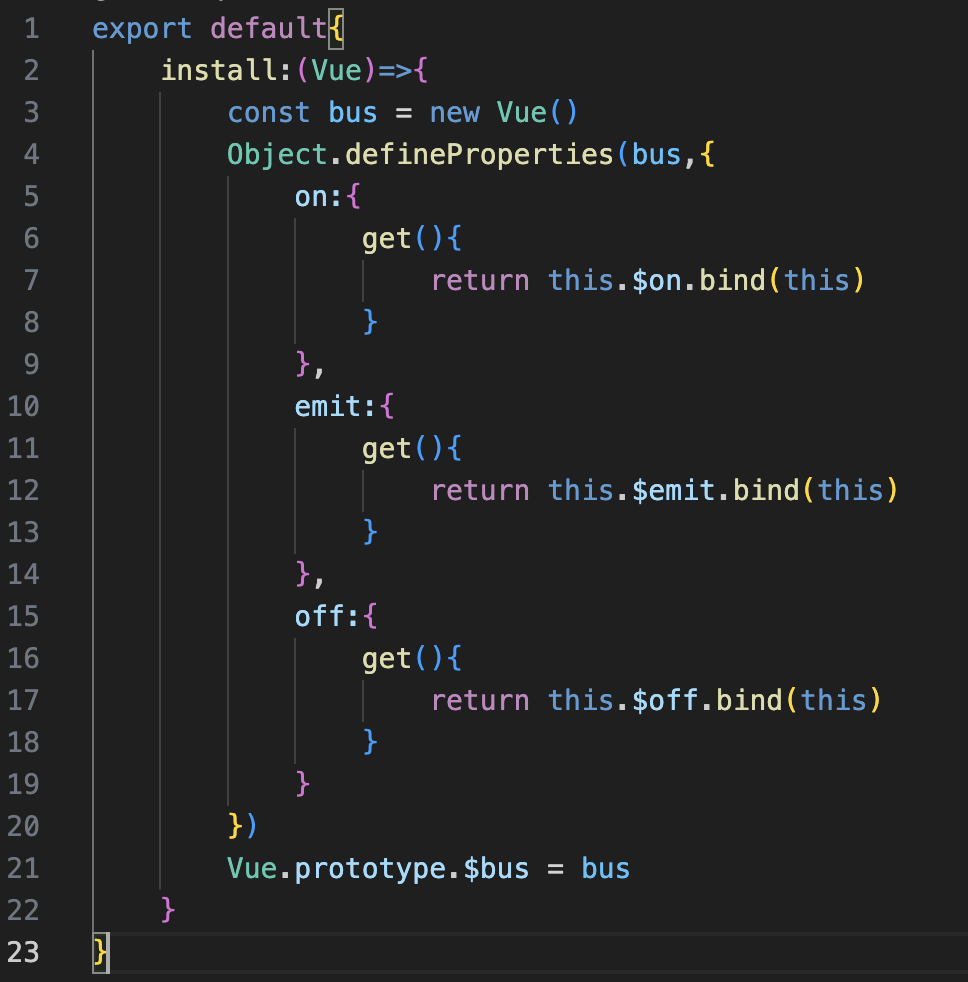 1 export default{
2 install:(Vue)=>{
3 const bus = new Vue()
4 Object.defineProperties(bus,{
5 on:{
6 get(){
7 return this.$on.bind(this)
8 }
9 },
10 emit:{
11 get(){
12 return this.$emit.bind(this)
13 }
14 },
15 off:{
16 get(){
17 return this.$off.bind(this)
18 }
19 }
20 })
21 Vue.prototype.$bus = bus
22 }
23 }